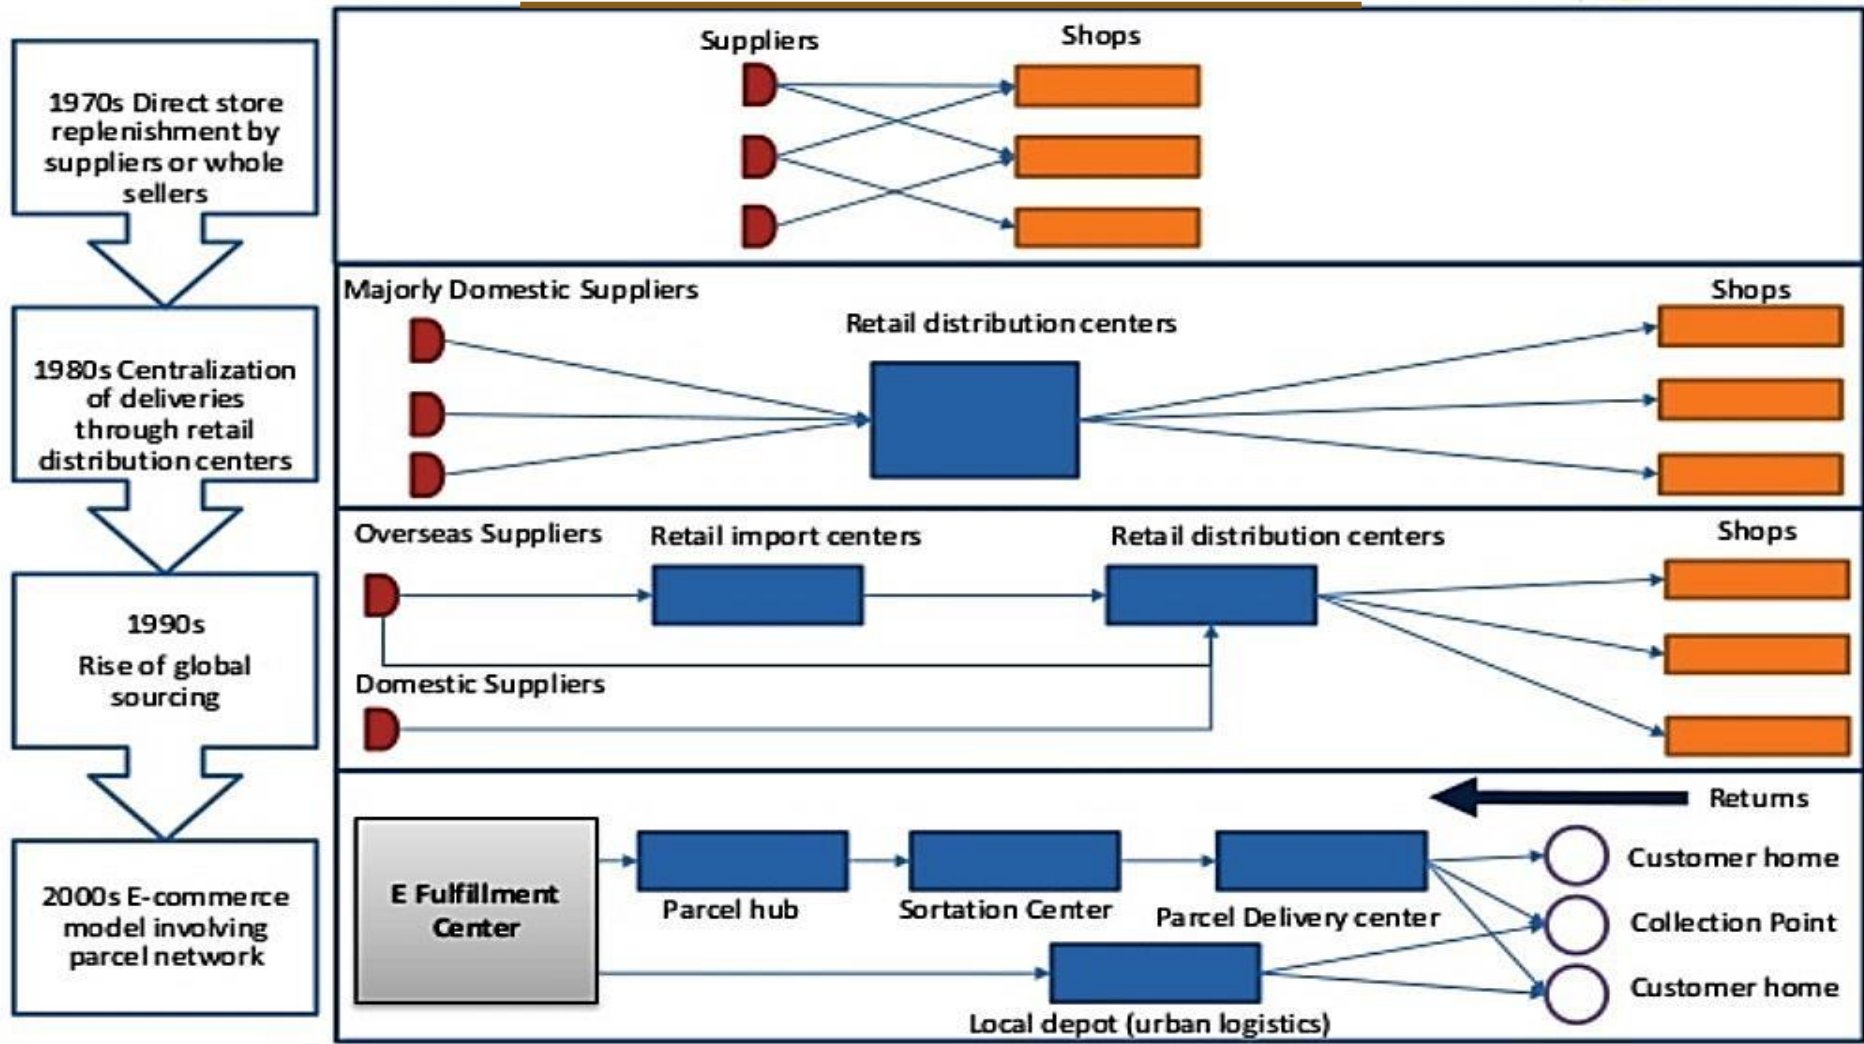 1970s Direct store
replenishment by
suppliers or whole
sellers
Suppliers
Shops
1980s Centralization
of deliveries
through retail
distribution centers
Majorly Domestic Suppliers
Retail distribution centers
Shops
1990s
Rise of global
sourcing
Overseas Suppliers
Retail import centers
Retail distribution centers
Shops
Domestic Suppliers
2000s E-commerce
model involving
parcel network
Returns
E Fulfillment
Center
Parcel hub
Sortation Center
Parcel Delivery center
Customer home
Collection Point
Customer home
Local depot (urban logistics)